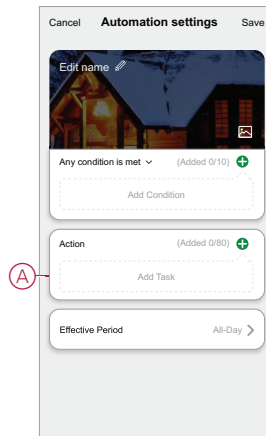 Cancel Automation settings Save
Edit name
Any condition is met (Added 0/10)
Add Condition
Action (Added 0/80)
A
Add Task
Effective Period All-Day